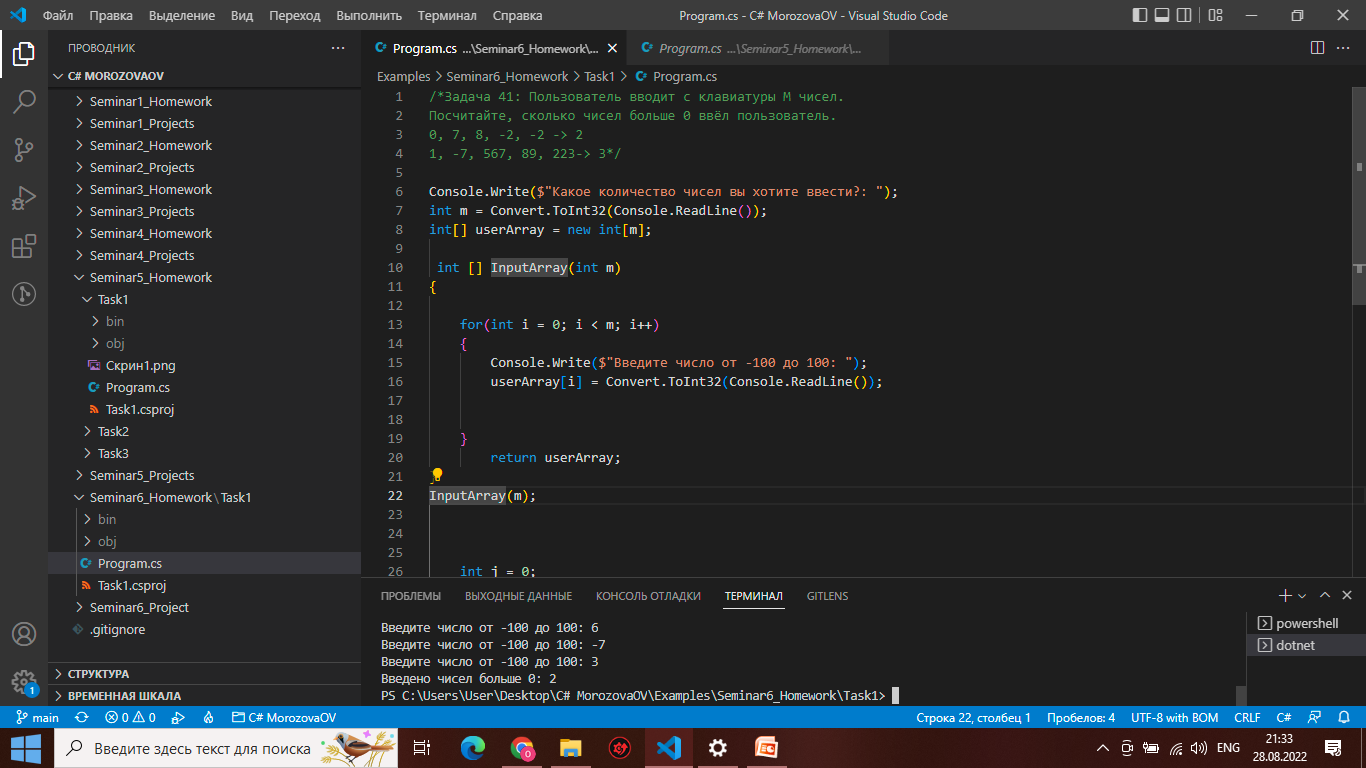 Файл Правка Выделение Вид Переход Выполнить Терминал Справка Program.cs - C# MorozovaOV - Visual Studio Code
ПРОВОДНИК
C# MOROZOVAOV
Seminar1_Homework
Seminar1_Projects
Seminar2_Homework
Seminar2_Projects
Seminar3_Homework
Seminar3_Projects
Seminar4_Homework
Seminar4_Projects
Seminar5_Homework
Task1
bin
obj
Скрин1.png
Program.cs
Task1.csproj
Task2
Task3
Seminar5_Projects
Seminar6_Homework\Task1
bin
obj
Program.cs
Task1.csproj
Seminar6_Project
.gitignore
СТРУКТУРА
ВРЕМЕННАЯ ШКАЛА
1
Program.cs ...\Seminar6_Homework\... Program.cs ...\Seminar5_Homework\...
Examples > Seminar6_Homework > Task1 > Program.cs
1 /*Задача 41: Пользователь вводит с клавиатуры M чисел.
2 Посчитайте, сколько чисел больше 0 ввёл пользователь.
3 0, 7, 8, -2, -2 -> 2
4 1, -7, 567, 89, 223-> 3*/
5
6 Console.Write($"Какое количество чисел вы хотите ввести?: ");
7 int m = Convert.ToInt32(Console.ReadLine());
8 int[] userArray = new int[m];
9
10 int [] InputArray(int m)
11 {
12
13 for(int i = 0; i < m; i++)
14 {
15 Console.Write($"Введите число от -100 до 100: ");
16 userArray[i] = Convert.ToInt32(Console.ReadLine());
17
18
19 }
20 return userArray;
21 }
22 InputArray(m);
23
24
25
26 int j = 0;
ПРОБЛЕМЫ ВЫХОДНЫЕ ДАННЫЕ КОНСОЛЬ ОТЛАДКИ ТЕРМИНАЛ GITLENS
Введите число от -100 до 100: 6
Введите число от -100 до 100: -7
Введите число от -100 до 100: 3
Введено чисел больше 0: 2
PS C:\Users\User\Desktop\C# MorozovaOV\Examples\Seminar6_Homework\Task1>
powershell
dotnet
main 0 0 C# MorozovaOV Строка 22, столбец 1 Пробелов: 4 UTF-8 with BOM CRLF C#
Введите здесь текст для поиска
ENG
21:33
28.08.2022